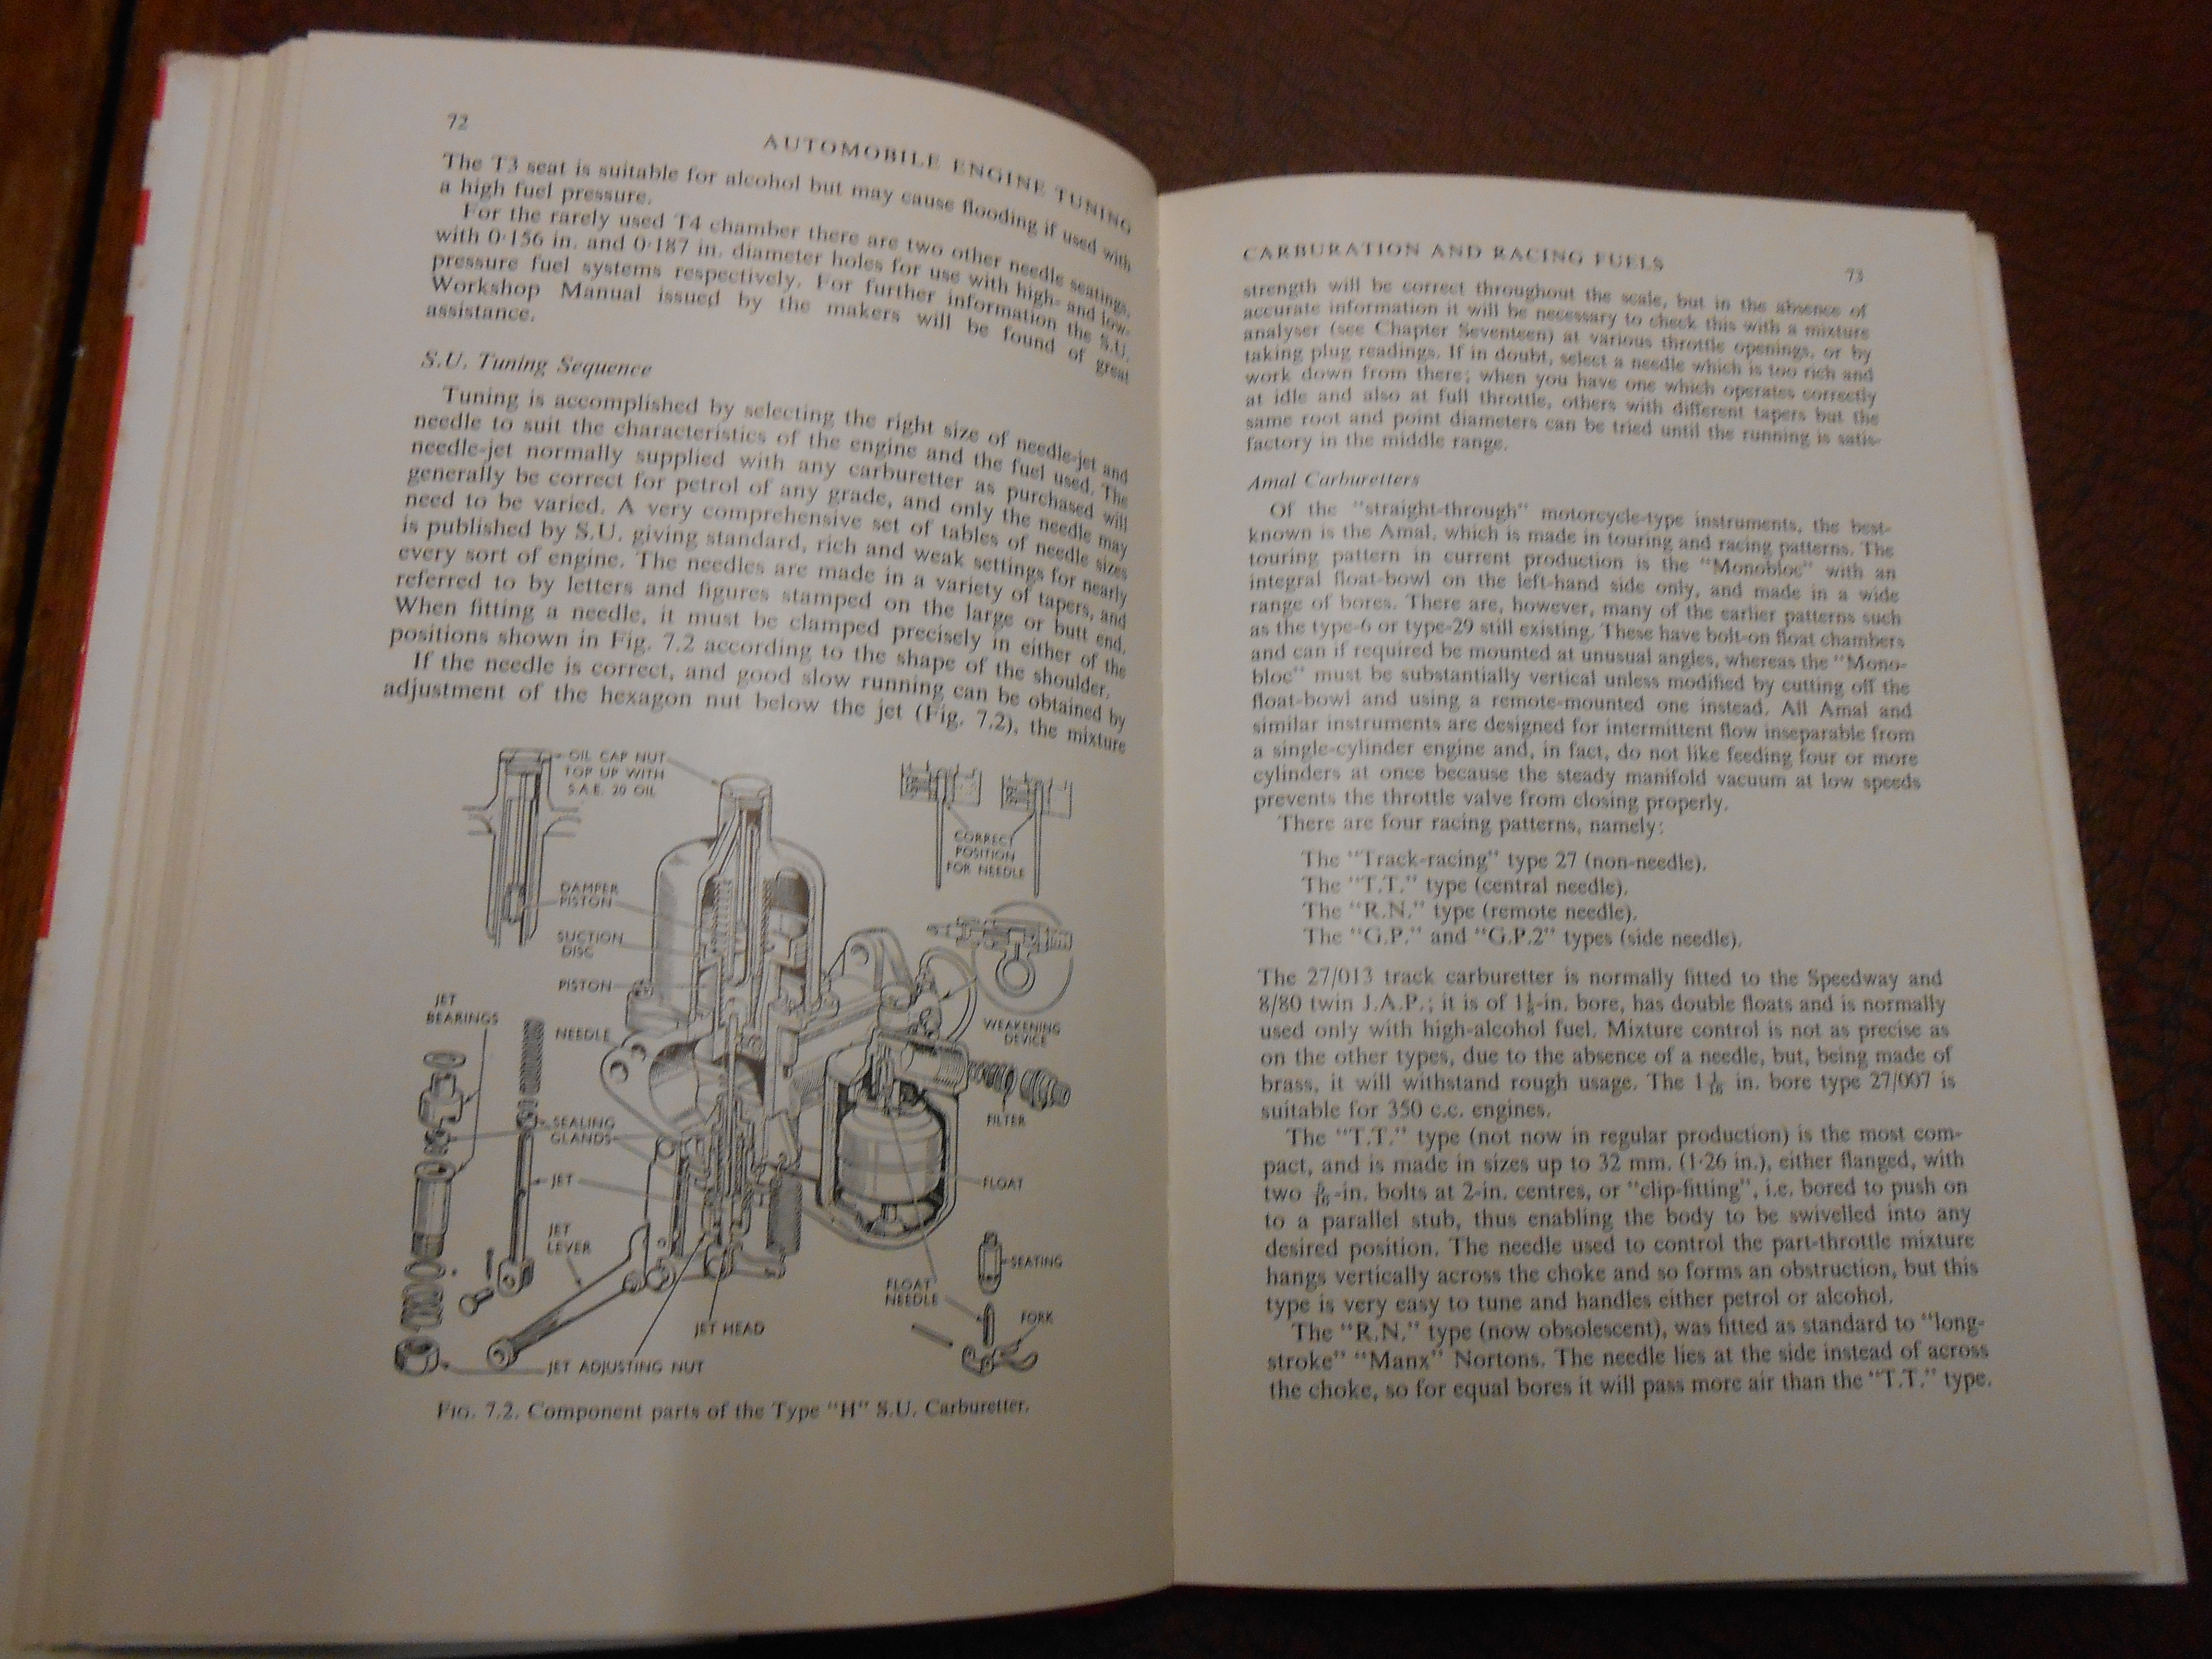 72
AUTOMOBILE ENGINE TUNING
The T3 seat is suitable for alcohol but may cause flooding if used with
a high fuel pressure.
For the rarely used T4 chamber there are two other needle seatings,
with 0·156 in. and 0·187 in. diameter holes for use with high- and low-
pressure fuel systems respectively. For further information the S.U.
Workshop Manual issued by the makers will be found of great
assistance.
S.U. Tuning Sequence
Tuning is accomplished by selecting the right size of needle-jet and
needle to suit the characteristics of the engine and the fuel used. The
needle-jet normally supplied with any carburetter as purchased will
generally be correct for petrol of any grade, and only the needle may
need to be varied. A very comprehensive set of tables of needle sizes
is published by S.U. giving standard, rich and weak settings for nearly
every sort of engine. The needles are made in a variety of tapers, and
referred to by letters and figures stamped on the large or butt end.
When fitting a needle, it must be clamped precisely in either of the
positions shown in Fig. 7.2 according to the shape of the shoulder.
If the needle is correct, and good slow running can be obtained by
adjustment of the hexagon nut below the jet (Fig. 7.2), the mixture
OIL CAP NUT
TOP UP WITH
S.A.E. 20 OIL
CORRECT
POSITION
FOR NEEDLE
DAMPER
PISTON
SUCTION
DISC
PISTON
JET
BEARINGS
NEEDLE
WEAKENING
DEVICE
SEALING
GLANDS
FILTER
JET
FLOAT
JET
LEVER
SEATING
FLOAT
NEEDLE
FORK
JET HEAD
JET ADJUSTING NUT
FIG. 7.2. Component parts of the Type "H" S.U. Carburetter.
CARBURATION AND RACING FUELS
73
strength will be correct throughout the scale, but in the absence of
accurate information it will be necessary to check this with a mixture
analyser (see Chapter Seventeen) at various throttle openings, or by
taking plug readings. If in doubt, select a needle which is too rich and
work down from there; when you have one which operates correctly
at idle and also at full throttle, others with different tapers but the
same root and point diameters can be tried until the running is satis-
factory in the middle range.
Amal Carburetters
Of the "straight-through" motorcycle-type instruments, the best-
known is the Amal, which is made in touring and racing patterns. The
touring pattern in current production is the "Monobloc" with an
integral float-bowl on the left-hand side only, and made in a wide
range of bores. There are, however, many of the earlier patterns such
as the type-6 or type-29 still existing. These have bolt-on float chambers
and can if required be mounted at unusual angles, whereas the "Mono-
bloc" must be substantially vertical unless modified by cutting off the
float-bowl and using a remote-mounted one instead. All Amal and
similar instruments are designed for intermittent flow inseparable from
a single-cylinder engine and, in fact, do not like feeding four or more
cylinders at once because the steady manifold vacuum at low speeds
prevents the throttle valve from closing properly.
There are four racing patterns, namely:
The "Track-racing" type 27 (non-needle).
The "T.T." type (central needle).
The "R.N." type (remote needle).
The "G.P." and "G.P.2" types (side needle).
The 27/013 track carburetter is normally fitted to the Speedway and
8/80 twin J.A.P.; it is of bore, has double floats and is normally
used only with high-alcohol fuel. Mixture control is not as precise as
on the other types, due to the absence of a needle, but, being made of
brass, it will withstand rough usage. The 1 1/16 in. bore type 27/007 is
suitable for 350 c.c. engines.
The "T.T." type (not now in regular production) is the most com-
pact, and is made in sizes up to 32 mm. (1·26 in.), either flanged, with
two 5/16-in. bolts at 2-in. centres, or "clip-fitting", i.e. bored to push on
to a parallel stub, thus enabling the body to be swivelled into any
desired position. The needle used to control the part-throttle mixture
hangs vertically across the choke and so forms an obstruction, but this
type is very easy to tune and handles either petrol or alcohol.
The "R.N." type (now obsolescent), was fitted as standard to "long-
stroke" "Manx" Nortons. The needle lies at the side instead of across
the choke, so for equal bores it will pass more air than the "T.T." type.